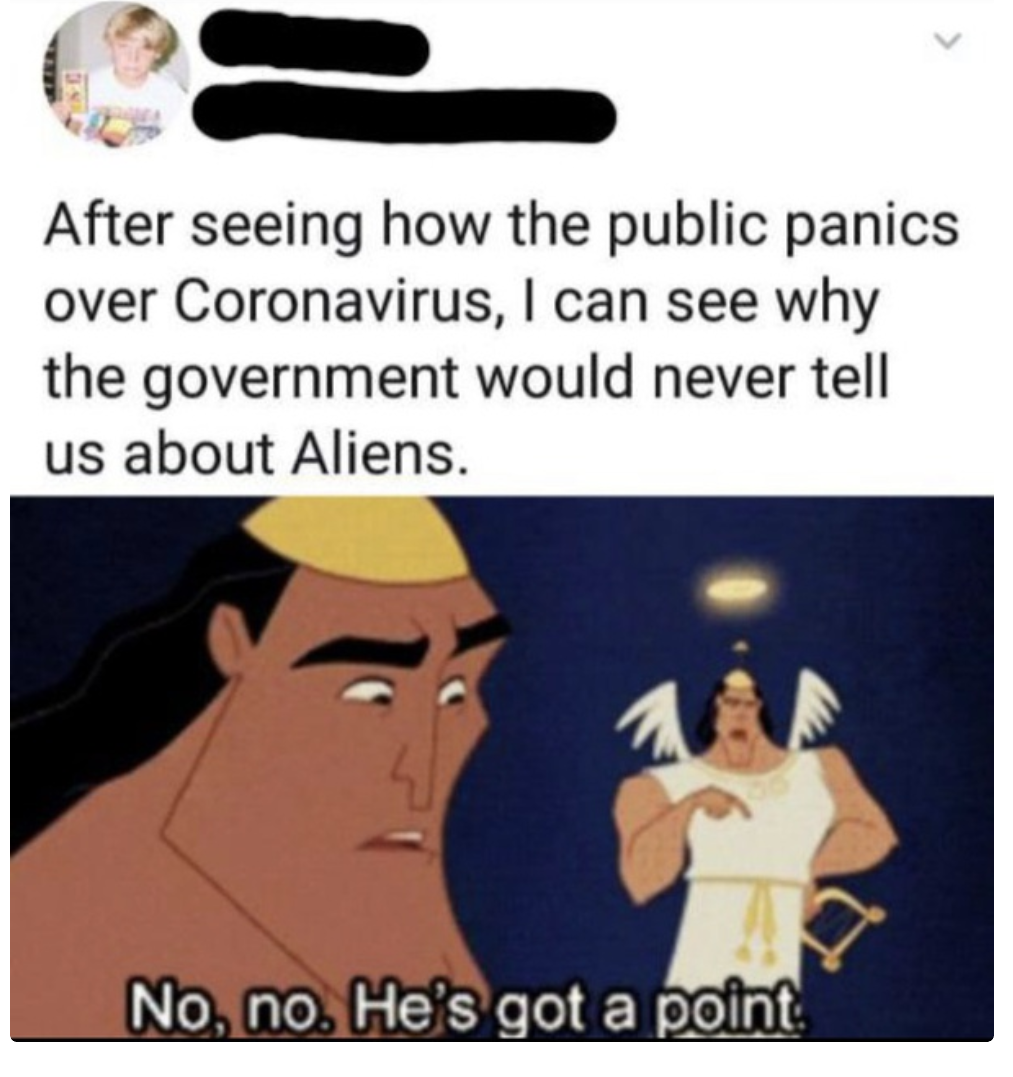 After seeing how the public panics
over Coronavirus, I can see why
the government would never tell
us about Aliens.
No, no. He's got a point.